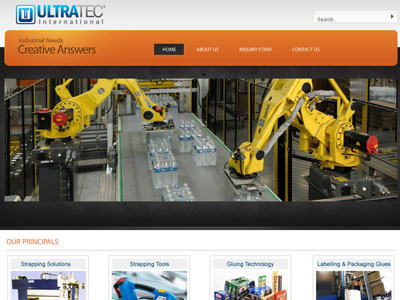 ULTRATEC
International
Search...
Industrial Needs
Creative Answers
HOME
ABOUT US
INQUIRY FORM
CONTACT US
OUR PRINCIPALS
Strapping Solutions
Strapping Tools
Gluing Technology
Labelling & Packaging Glues